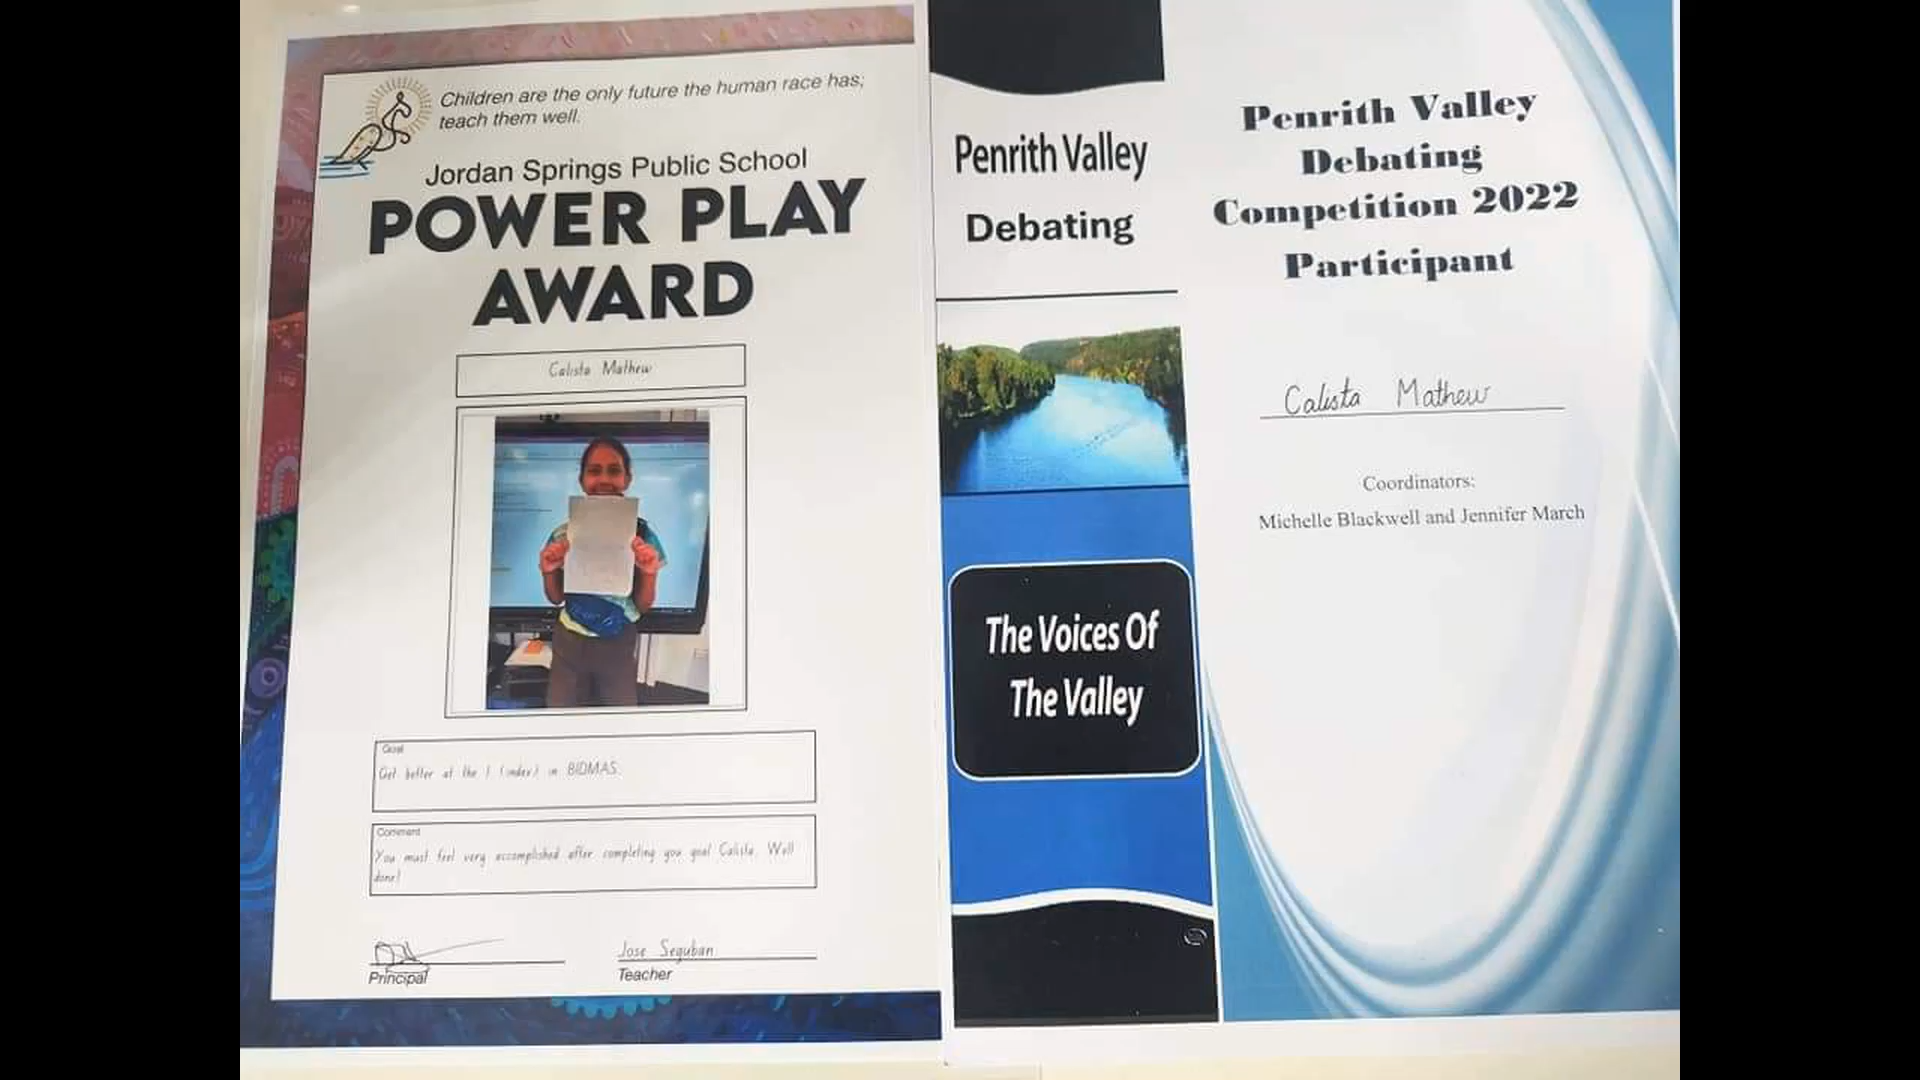 Children are the only future the human race has;
teach them well.
Jordan Springs Public School
POWER PLAY
AWARD
Calista Mathew
Goal
Get better at the I (index) in BIDMAS.
Comment
You must feel very accomplished after completing you goal Calista. Well
done!
Principal
Jose Seguban
Teacher
Penrith Valley
Debating
The Voices Of
The Valley
Penrith Valley
Debating
Competition 2022
Participant
Calista Mathew
Coordinators:
Michelle Blackwell and Jennifer March